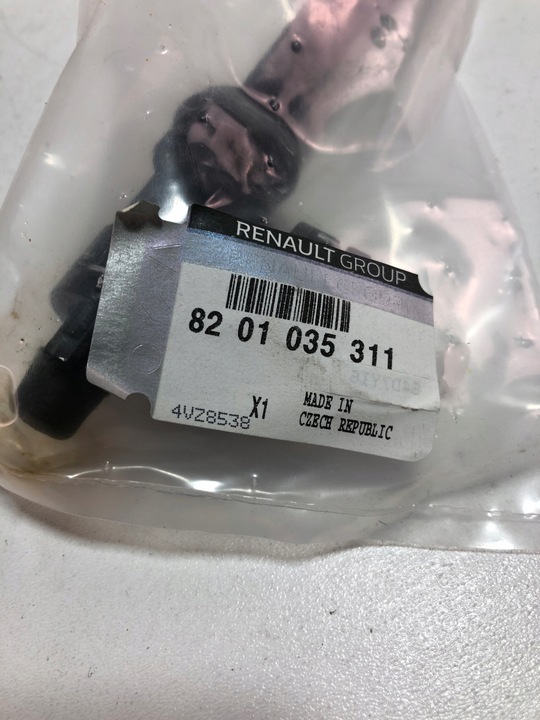 RENAULT GROUP
82 01 035 311
4VZ8538 X1 MADE IN
CZECH REPUBLIC